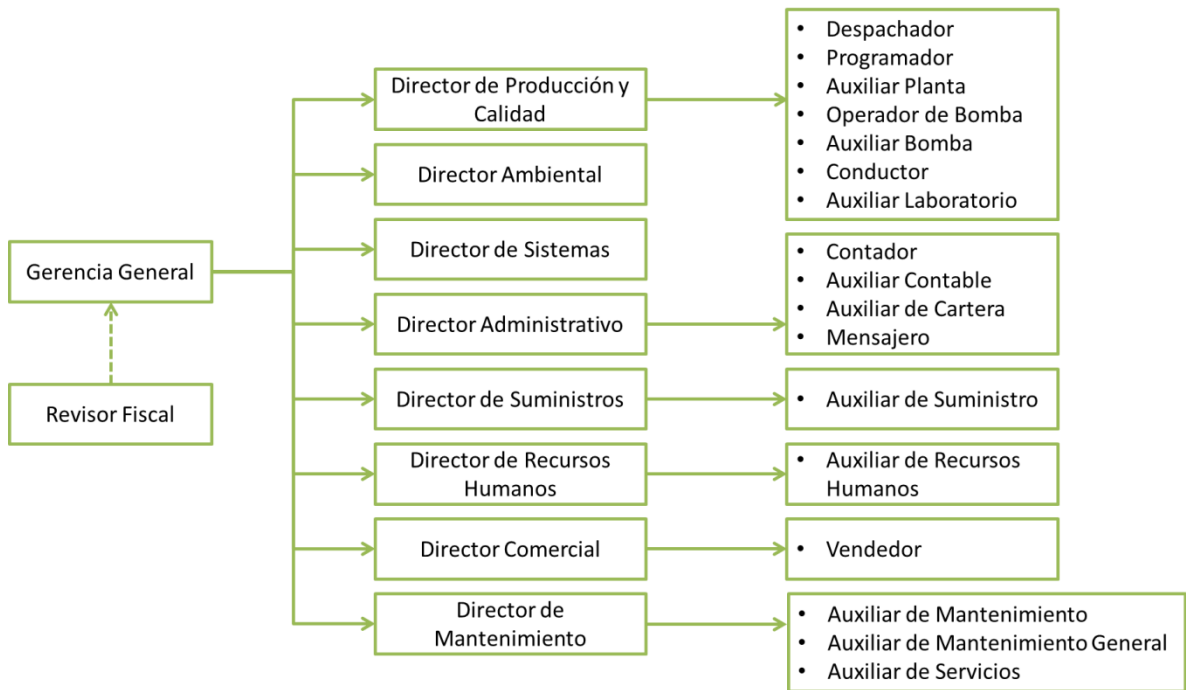 Gerencia General
Revisor Fiscal
Director de Producción y
Calidad
Director Ambiental
Director de Sistemas
Director Administrativo
Director de Suministros
Director de Recursos
Humanos
Director Comercial
Director de
Mantenimiento
• Despachador
• Programador
• Auxiliar Planta
• Operador de Bomba
• Auxiliar Bomba
• Conductor
• Auxiliar Laboratorio
• Contador
• Auxiliar Contable
• Auxiliar de Cartera
• Mensajero
• Auxiliar de Suministro
• Auxiliar de Recursos
Humanos
• Vendedor
• Auxiliar de Mantenimiento
• Auxiliar de Mantenimiento General
• Auxiliar de Servicios